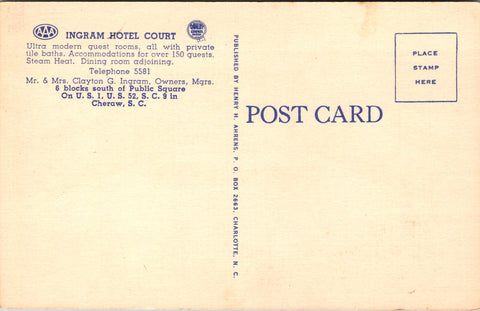 AAA
INGRAM HOTEL COURT
Ultra modern guest rooms, all with private
tile baths. Accommodations for over 150 guests.
Steam Heat. Dining room adjoining.
Telephone 5581
Mr. & Mrs. Clayton G. Ingram, Owners, Mgrs.
6 blocks south of Public Square
On U. S. 1, U. S. 52, S. C. 9 in
Cheraw, S. C.
PUBLISHED BY HENRY H. AHRENS, P. O. BOX 2663, CHARLOTTE, N. C.
POST CARD
PLACE
STAMP
HERE